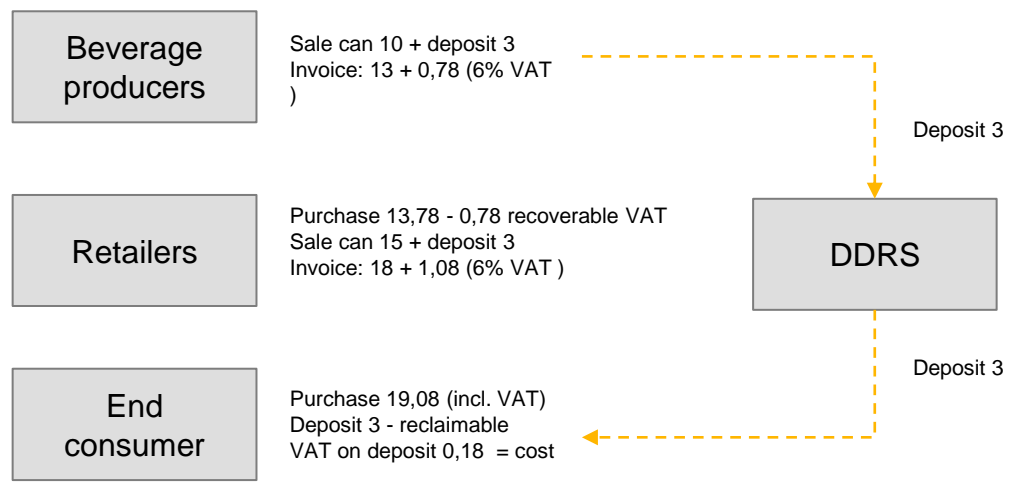 Beverage
producers
Sale can 10 + deposit 3
Invoice: 13 + 0,78 (6% VAT
)
Deposit 3
Retailers
Purchase 13,78 - 0,78 recoverable VAT
Sale can 15 + deposit 3
Invoice: 18 + 1,08 (6% VAT )
DDRS
Deposit 3
End
consumer
Purchase 19,08 (incl. VAT)
Deposit 3 - reclaimable
VAT on deposit 0,18 = cost